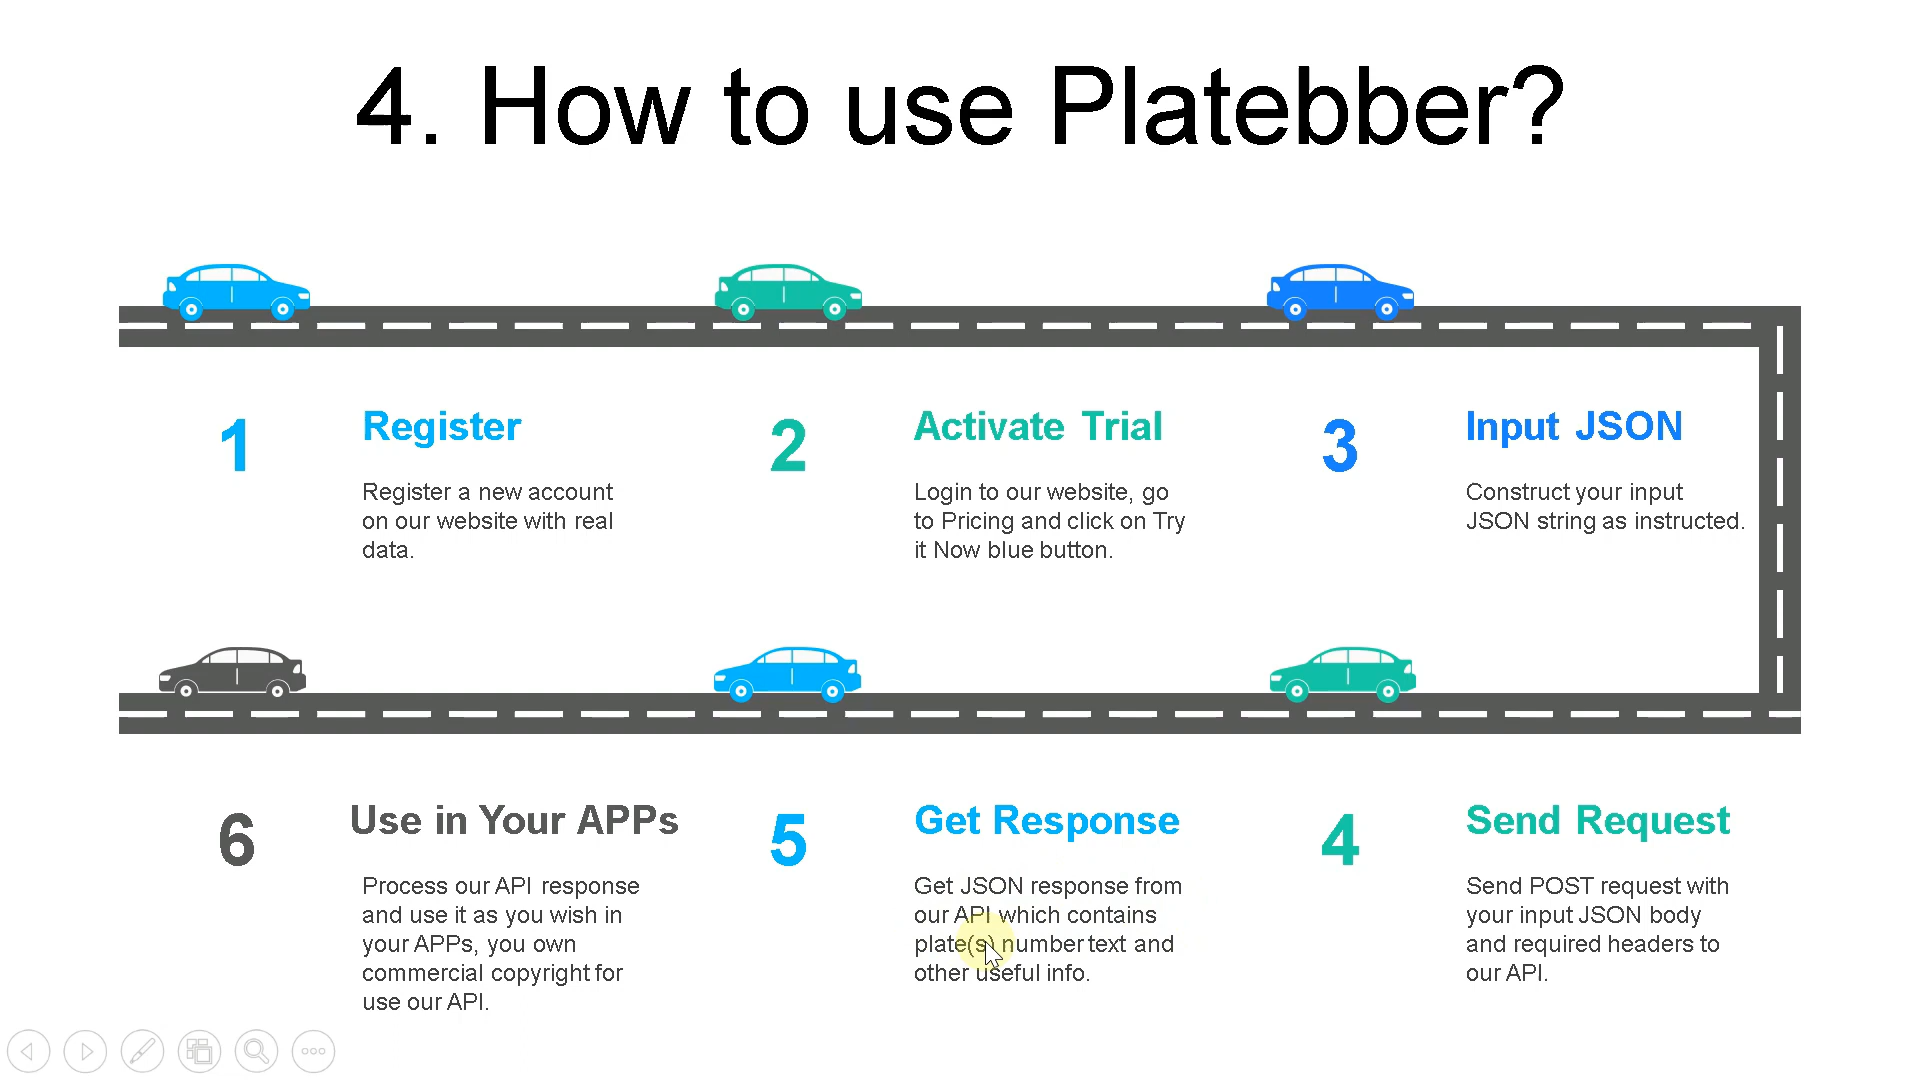 4. How to use Platebber?
1
Register
Register a new account
on our website with real
data.
2
Activate Trial
Login to our website, go
to Pricing and click on Try
it Now blue button.
3
Input JSON
Construct your input
JSON string as instructed.
4
Send Request
Send POST request with
your input JSON body
and required headers to
our API.
5
Get Response
Get JSON response from
our API which contains
plate(s) number text and
other useful info.
6
Use in Your APPs
Process our API response
and use it as you wish in
your APPs, you own
commercial copyright for
use our API.